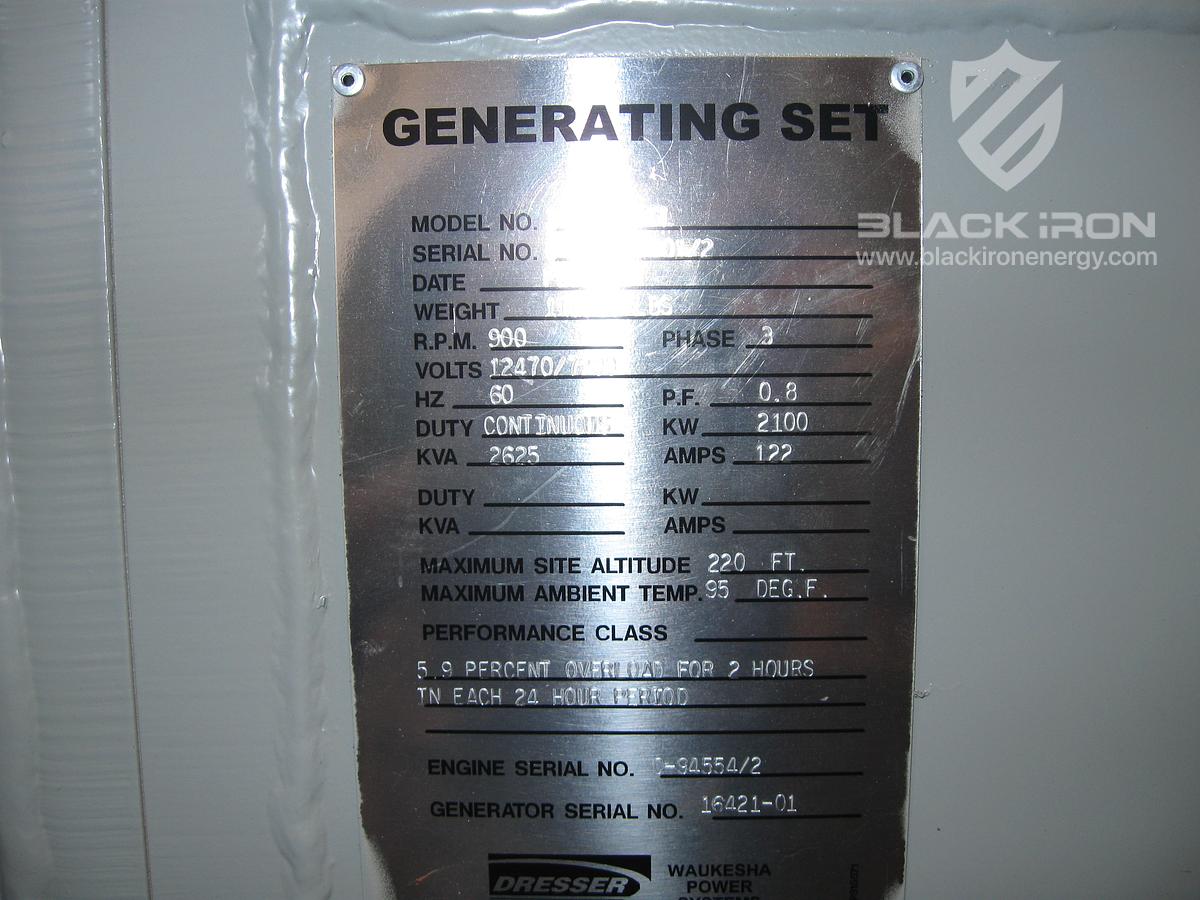 GENERATING SET
BLACK iRON
www.blackironenergy.com
MODEL NO.
SERIAL NO.
DATE
WEIGHT
R.P.M. 900 PHASE 3
VOLTS
HZ 60 P.F. 0.8
DUTY CONTINUOUS KW 2100
KVA 2625 AMPS 122
DUTY KW
KVA AMPS
MAXIMUM SITE ALTITUDE 220 FT.
MAXIMUM AMBIENT TEMP. 95 DEG.F.
PERFORMANCE CLASS
5.9 PERCENT OVERLOAD FOR 2 HOURS
IN EACH 24 HOUR PERIOD
ENGINE SERIAL NO.
GENERATOR SERIAL NO. 16421-01
DRESSER WAUKESHA
POWER
SYSTEMS